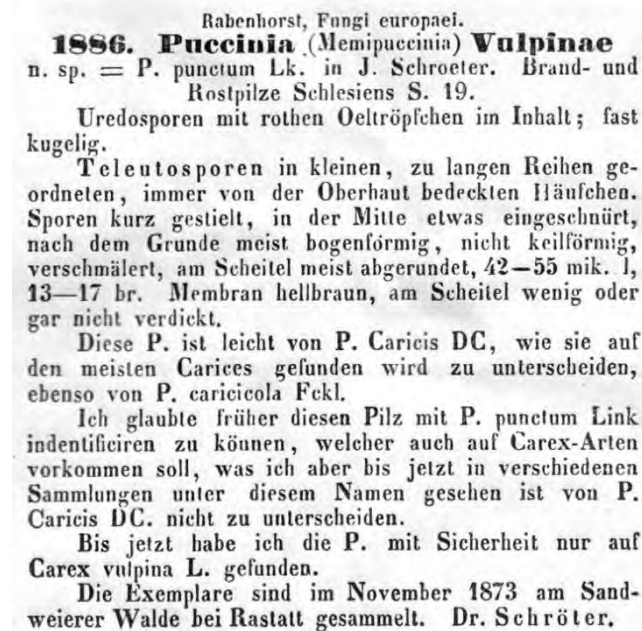 Rabenhorst, Fungi europaei.
1886. Puccinia (Memipuccinia) Vulpinae
n. sp. = P. punctum Lk. in J. Schroeter. Brand- und
Rostpilze Schlesiens S. 19.
Uredosporen mit rothen Oeltröpfchen im Inhalt; fast
kugelig.
Teleutosporen in kleinen, zu langen Reihen ge-
ordneten, immer von der Oberhaut bedeckten Häufchen.
Sporen kurz gestielt, in der Mitte etwas eingeschnürt,
nach dem Grunde meist bogenförmig, nicht keilförmig,
verschmälert, am Scheitel meist abgerundet, 42—55 mik. l,
13—17 br. Membran hellbraun, am Scheitel wenig oder
gar nicht verdickt.
Diese P. ist leicht von P. Caricis DC, wie sie auf
den meisten Carices gefunden wird zu unterscheiden,
ebenso von P. caricicola Fckl.
Ich glaubte früher diesen Pilz mit P. punctum Link
indentificiren zu können, welcher auch auf Carex-Arten
vorkommen soll, was ich aber bis jetzt in verschiedenen
Sammlungen unter diesem Namen gesehen ist von P.
Caricis DC. nicht zu unterscheiden.
Bis jetzt habe ich die P. mit Sicherheit nur auf
Carex vulpina L. gefunden.
Die Exemplare sind im November 1873 am Sand-
weierer Walde bei Rastatt gesammelt. Dr. Schröter.